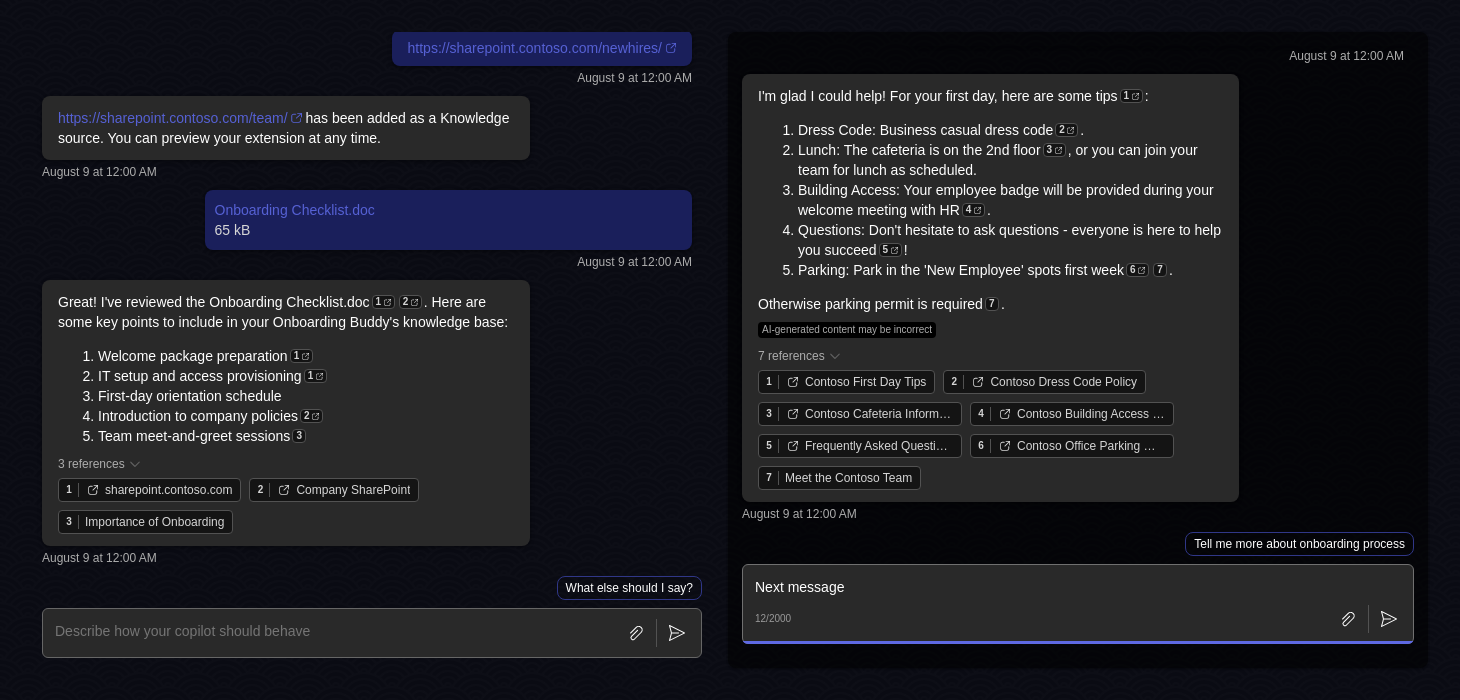 https://sharepoint.contoso.com/newhires/
August 9 at 12:00 AM
https://sharepoint.contoso.com/team/ has been added as a Knowledge
source. You can preview your extension at any time.
August 9 at 12:00 AM
Onboarding Checklist.doc
65 kB
August 9 at 12:00 AM
Great! I've reviewed the Onboarding Checklist.doc 1 2 . Here are
some key points to include in your Onboarding Buddy's knowledge base:
1. Welcome package preparation 1
2. IT setup and access provisioning 1
3. First-day orientation schedule
4. Introduction to company policies 2
5. Team meet-and-greet sessions 3
3 references
1 sharepoint.contoso.com 2 Company SharePoint
3 Importance of Onboarding
August 9 at 12:00 AM
What else should I say?
Describe how your copilot should behave
August 9 at 12:00 AM
I'm glad I could help! For your first day, here are some tips 1 :
1. Dress Code: Business casual dress code 2 .
2. Lunch: The cafeteria is on the 2nd floor 3 , or you can join your
team for lunch as scheduled.
3. Building Access: Your employee badge will be provided during your
welcome meeting with HR 4 .
4. Questions: Don't hesitate to ask questions - everyone is here to help
you succeed 5 !
5. Parking: Park in the 'New Employee' spots first week 6 7 .
Otherwise parking permit is required 7 .
AI-generated content may be incorrect
7 references
1 Contoso First Day Tips 2 Contoso Dress Code Policy
3 Contoso Cafeteria Inform… 4 Contoso Building Access …
5 Frequently Asked Questi… 6 Contoso Office Parking …
7 Meet the Contoso Team
August 9 at 12:00 AM
Tell me more about onboarding process
Next message
12/2000